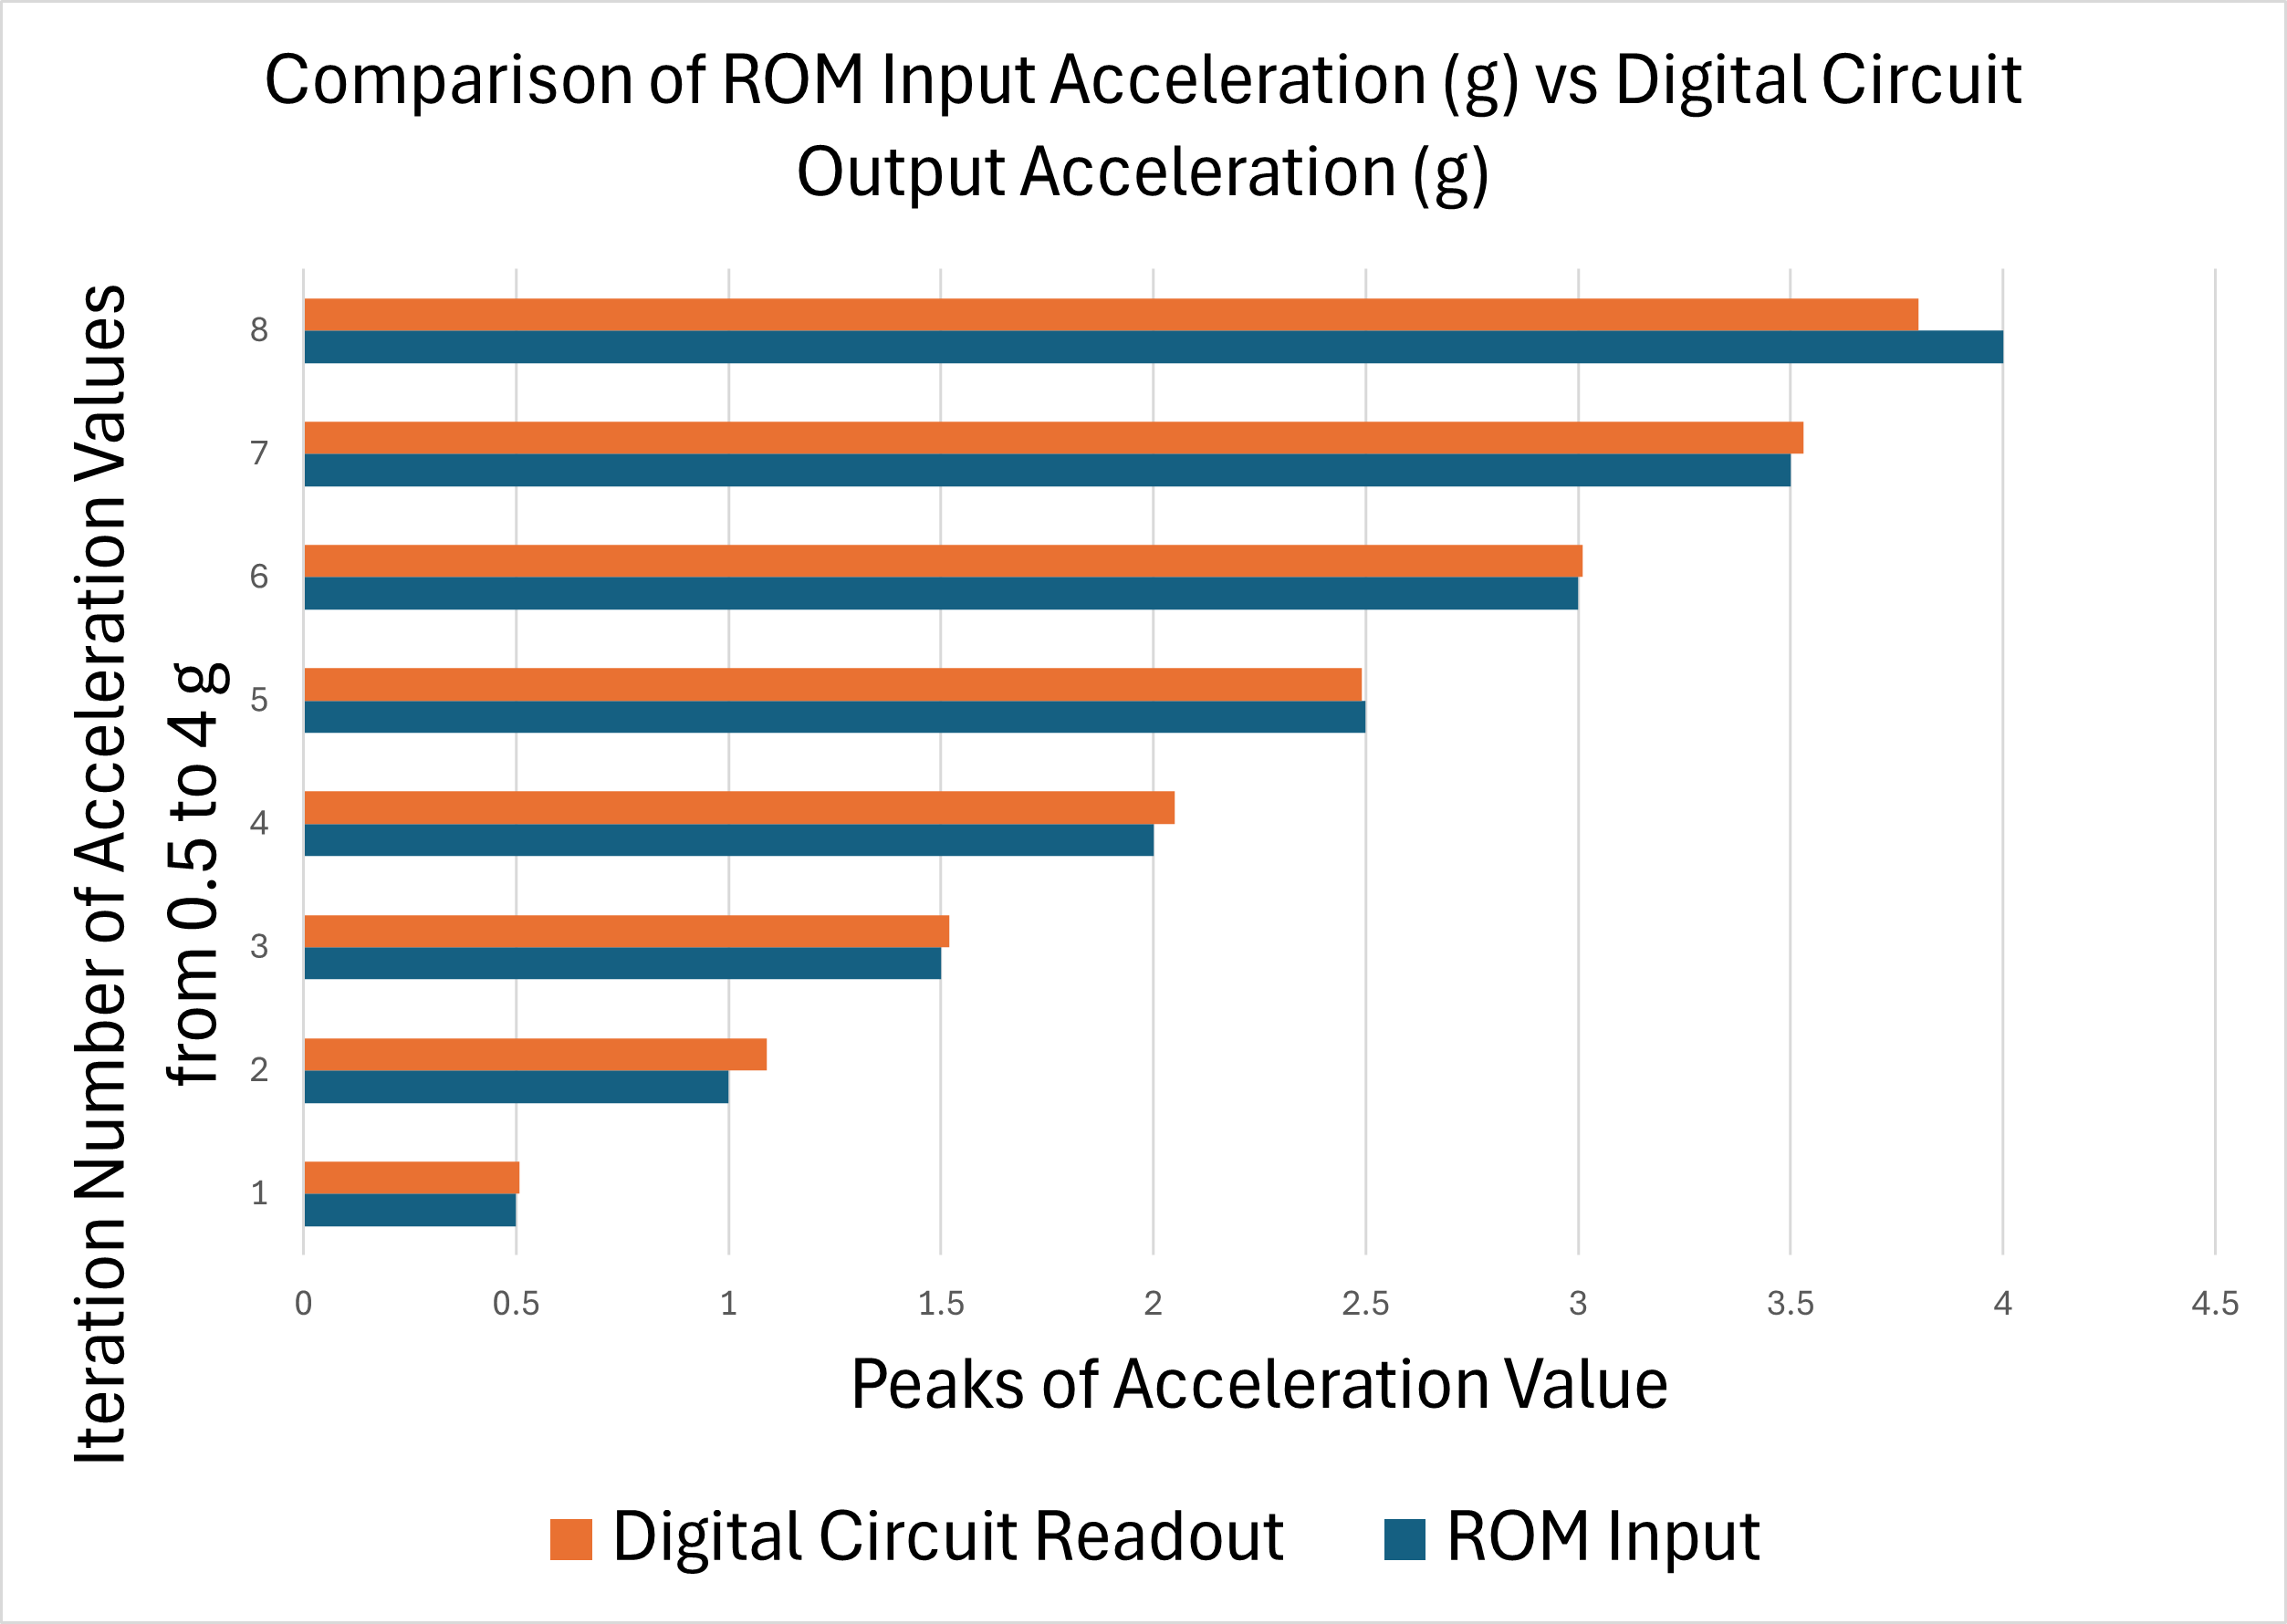 Comparison of ROM Input Acceleration (g) vs Digital Circuit
Output Acceleration (g)
Iteration Number of Acceleration Values
from 0.5 to 4 g
8
7
6
5
4
3
2
1
0 0.5 1 1.5 2 2.5 3 3.5 4 4.5
Peaks of Acceleration Value
Digital Circuit Readout ROM Input